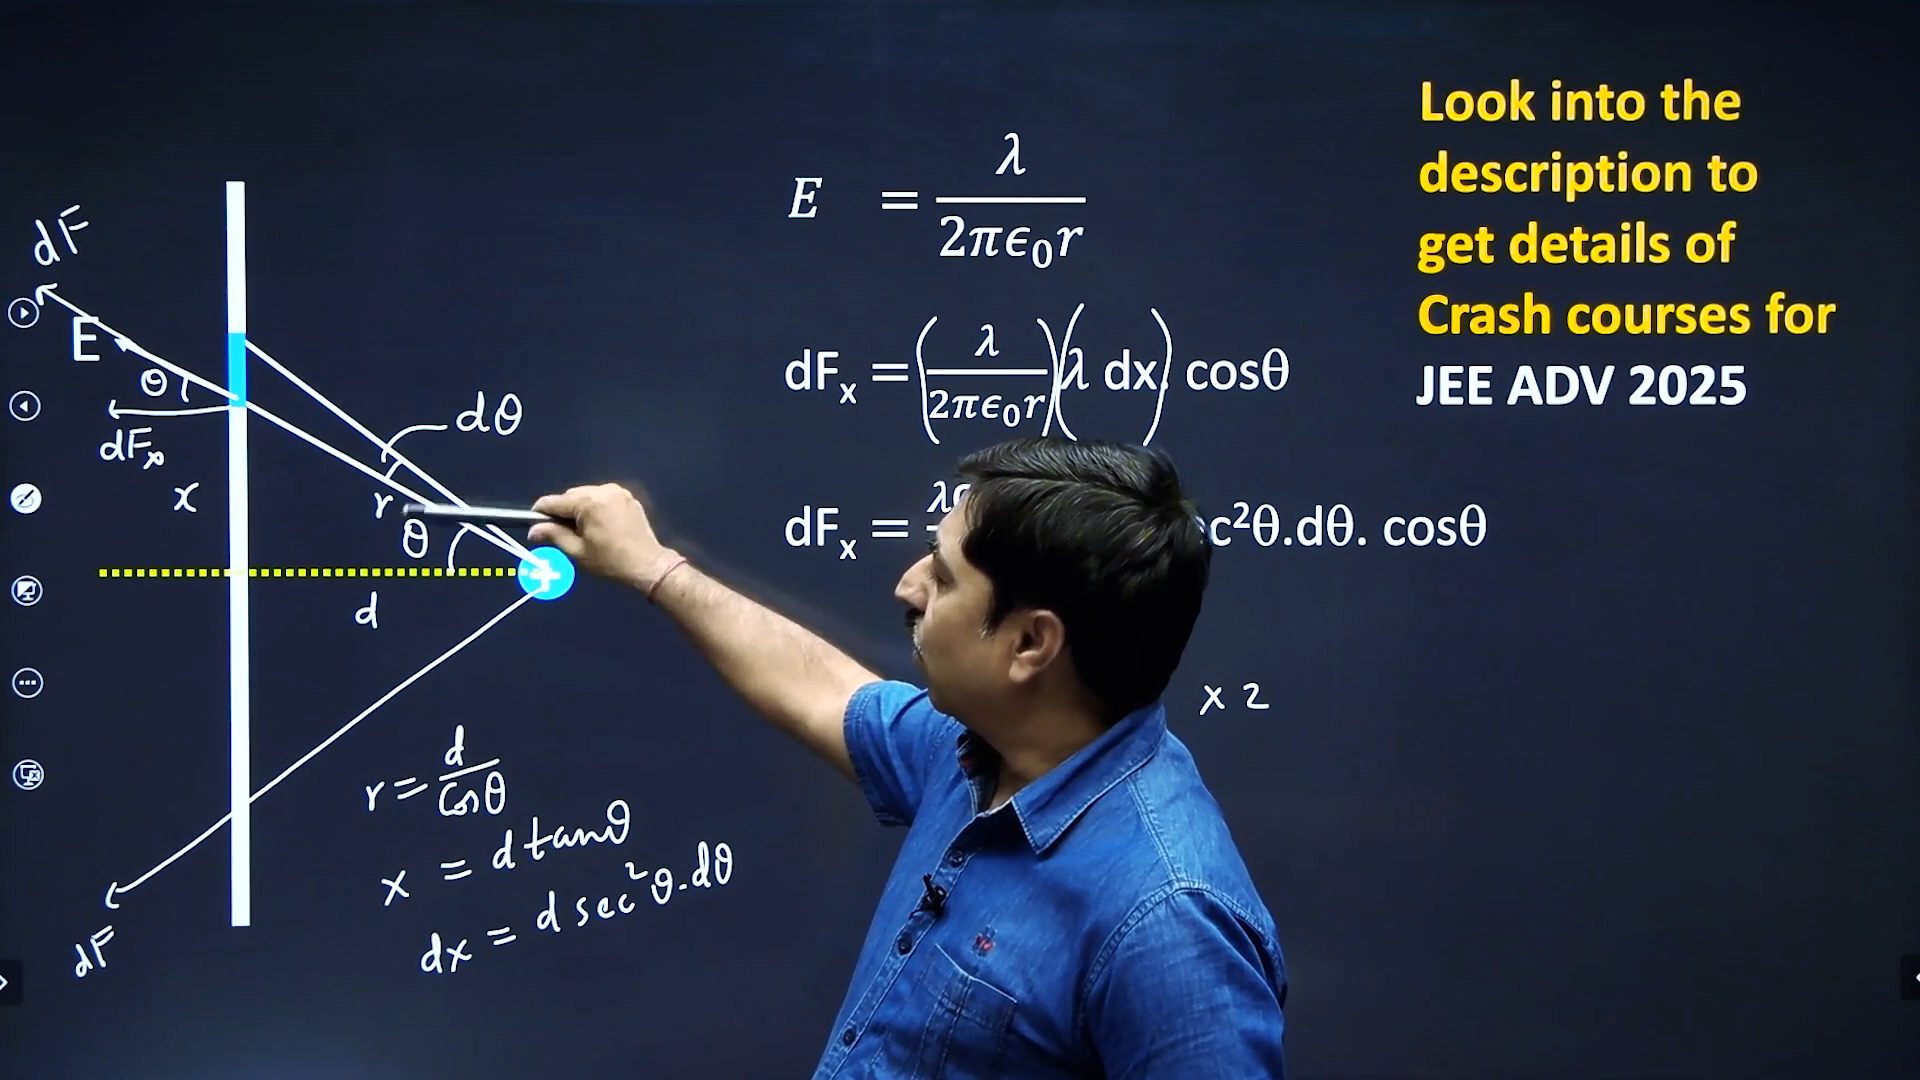 Look into the
description to
get details of
Crash courses for
JEE ADV 2025
E = λ/2πϵ₀r
dFₓ = (λ/2πϵ₀r)(λ dx) cosθ
dFₓ = c²θ.dθ. cosθ
x 2
dF
E
θ
dFₓ
x
dθ
r
θ
+
d
r = d/Cosθ
x = d tanθ
dx = d sec²θ.dθ
dF